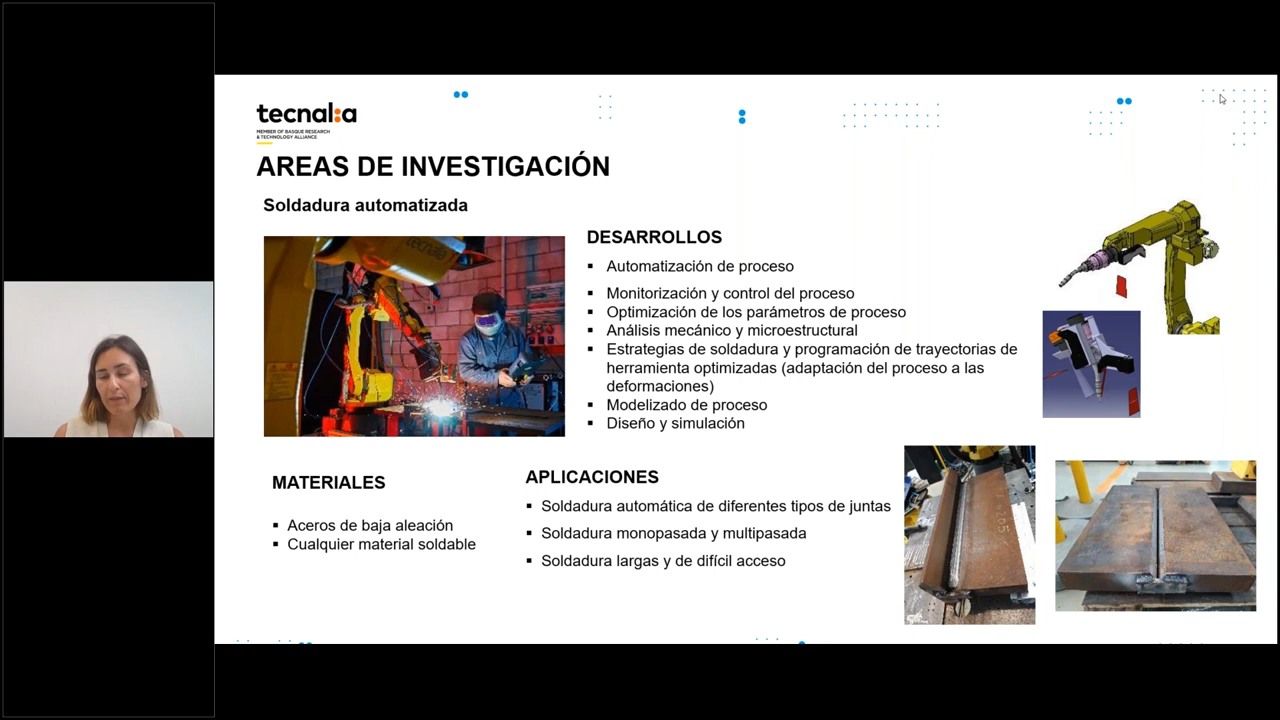 tecnal:a
MEMBER OF BASQUE RESEARCH
& TECHNOLOGY ALLIANCE
AREAS DE INVESTIGACIÓN
Soldadura automatizada
tecnalia
DESARROLLOS
▪ Automatización de proceso
▪ Monitorización y control del proceso
▪ Optimización de los parámetros de proceso
▪ Análisis mecánico y microestructural
▪ Estrategias de soldadura y programación de trayectorias de
herramienta optimizadas (adaptación del proceso a las
deformaciones)
▪ Modelizado de proceso
▪ Diseño y simulación
MATERIALES
▪ Aceros de baja aleación
▪ Cualquier material soldable
APLICACIONES
▪ Soldadura automática de diferentes tipos de juntas
▪ Soldadura monopasada y multipasada
▪ Soldadura largas y de difícil acceso